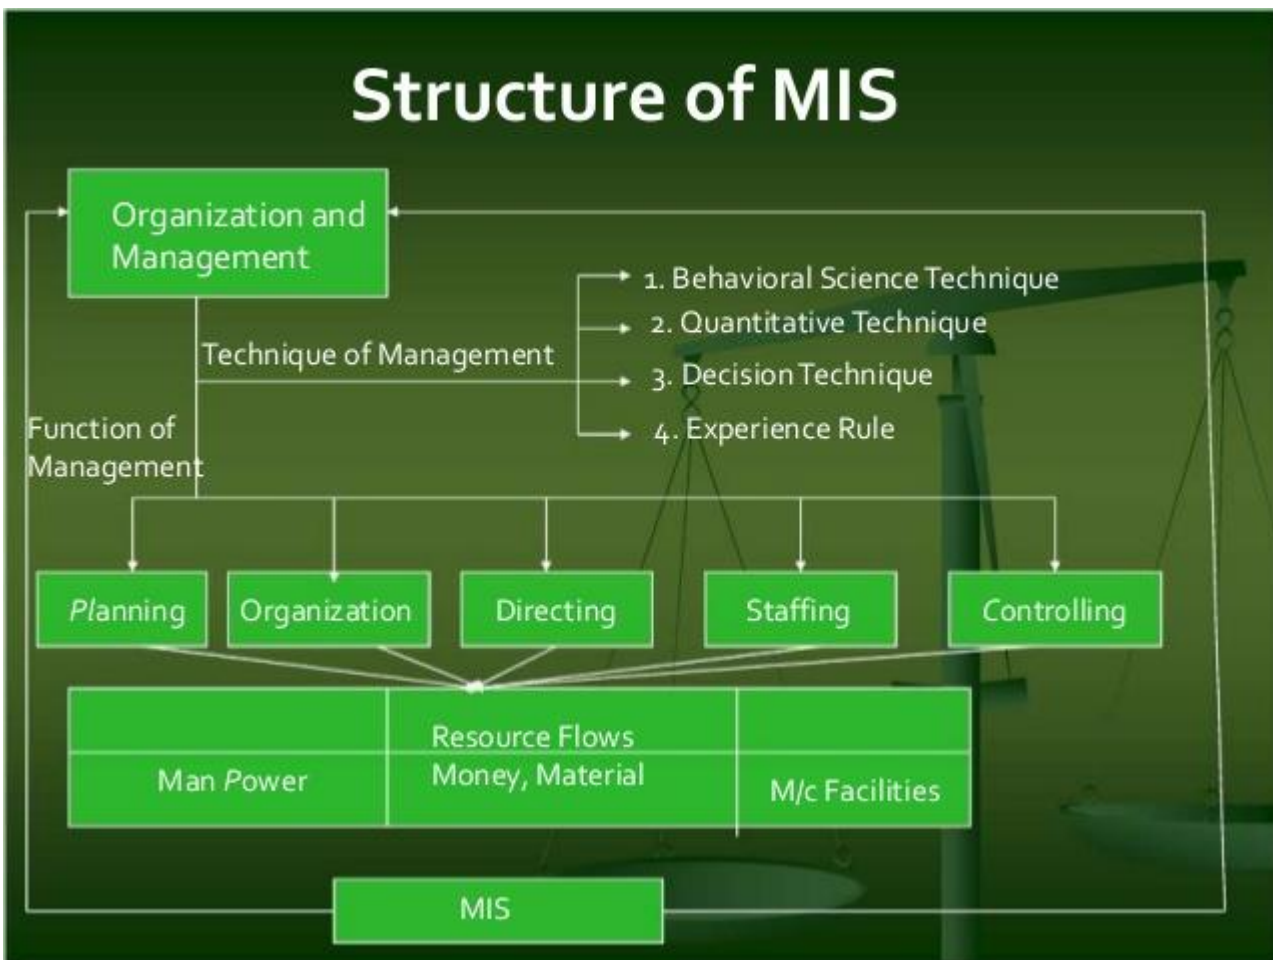 Structure of MIS
Organization and
Management
1. Behavioral Science Technique
2. Quantitative Technique
Technique of Management
3. Decision Technique
4. Experience Rule
Function of
Management
Planning
Organization
Directing
Staffing
Controlling
Resource Flows
Man Power
Money, Material
M/c Facilities
MIS